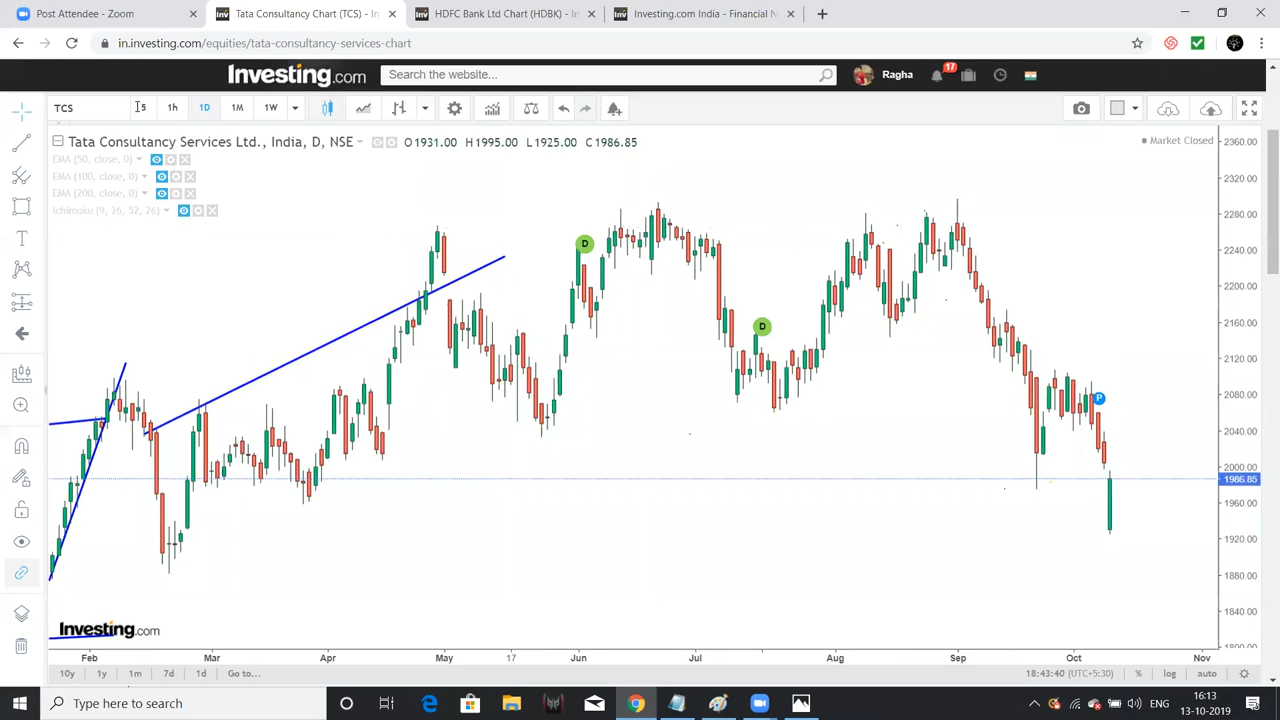 Post Attendee - Zoom
Tata Consultancy Chart (TCS) - In
HDFC Bank Ltd Chart (HDBK) - In
Investing.com India - Financial N
in.investing.com/equities/tata-consultancy-services-chart
Investing.com
Search the website...
Ragha
17
TCS
5
1h
1D
1M
1W
Tata Consultancy Services Ltd., India, D, NSE
O1931.00 H1995.00 L1925.00 C1986.85
Market Closed
EMA (50, close, 0)
EMA (100, close, 0)
EMA (200, close, 0)
Ichimoku (9, 26, 52, 26)
2360.00
2320.00
2280.00
2240.00
2200.00
2160.00
2120.00
2080.00
2040.00
2000.00
1986.85
1960.00
1920.00
1880.00
1840.00
1800.00
D
D
P
Investing.com
Feb
Mar
Apr
May
17
Jun
Jul
Aug
Sep
Oct
Nov
10y
1y
1m
7d
1d
Go to...
18:43:40 (UTC+5:30)
%
log
auto
Type here to search
ENG
16:13
13-10-2019